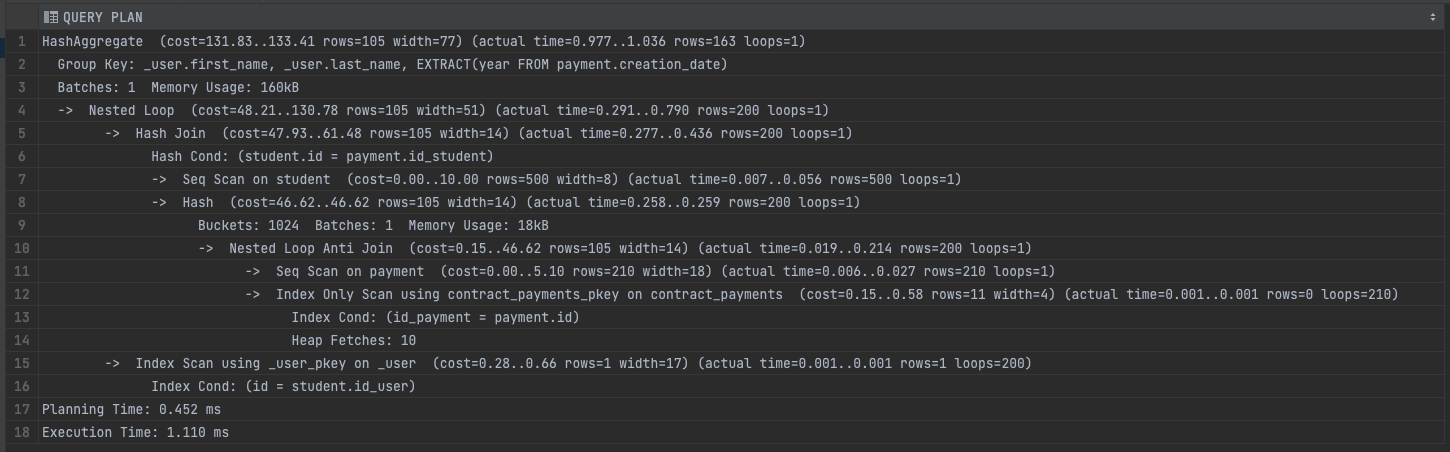 QUERY PLAN
1 HashAggregate (cost=131.83..133.41 rows=105 width=77) (actual time=0.977..1.036 rows=163 loops=1)
2 Group Key: _user.first_name, _user.last_name, EXTRACT(year FROM payment.creation_date)
3 Batches: 1 Memory Usage: 160kB
4 -> Nested Loop (cost=48.21..130.78 rows=105 width=51) (actual time=0.291..0.790 rows=200 loops=1)
5 -> Hash Join (cost=47.93..61.48 rows=105 width=14) (actual time=0.277..0.436 rows=200 loops=1)
6 Hash Cond: (student.id = payment.id_student)
7 -> Seq Scan on student (cost=0.00..10.00 rows=500 width=8) (actual time=0.007..0.056 rows=500 loops=1)
8 -> Hash (cost=46.62..46.62 rows=105 width=14) (actual time=0.258..0.259 rows=200 loops=1)
9 Buckets: 1024 Batches: 1 Memory Usage: 18kB
10 -> Nested Loop Anti Join (cost=0.15..46.62 rows=105 width=14) (actual time=0.019..0.214 rows=200 loops=1)
11 -> Seq Scan on payment (cost=0.00..5.10 rows=210 width=18) (actual time=0.006..0.027 rows=210 loops=1)
12 -> Index Only Scan using contract_payments_pkey on contract_payments (cost=0.15..0.58 rows=11 width=4) (actual time=0.001..0.001 rows=0 loops=210)
13 Index Cond: (id_payment = payment.id)
14 Heap Fetches: 10
15 -> Index Scan using _user_pkey on _user (cost=0.28..0.66 rows=1 width=17) (actual time=0.001..0.001 rows=1 loops=200)
16 Index Cond: (id = student.id_user)
17 Planning Time: 0.452 ms
18 Execution Time: 1.110 ms